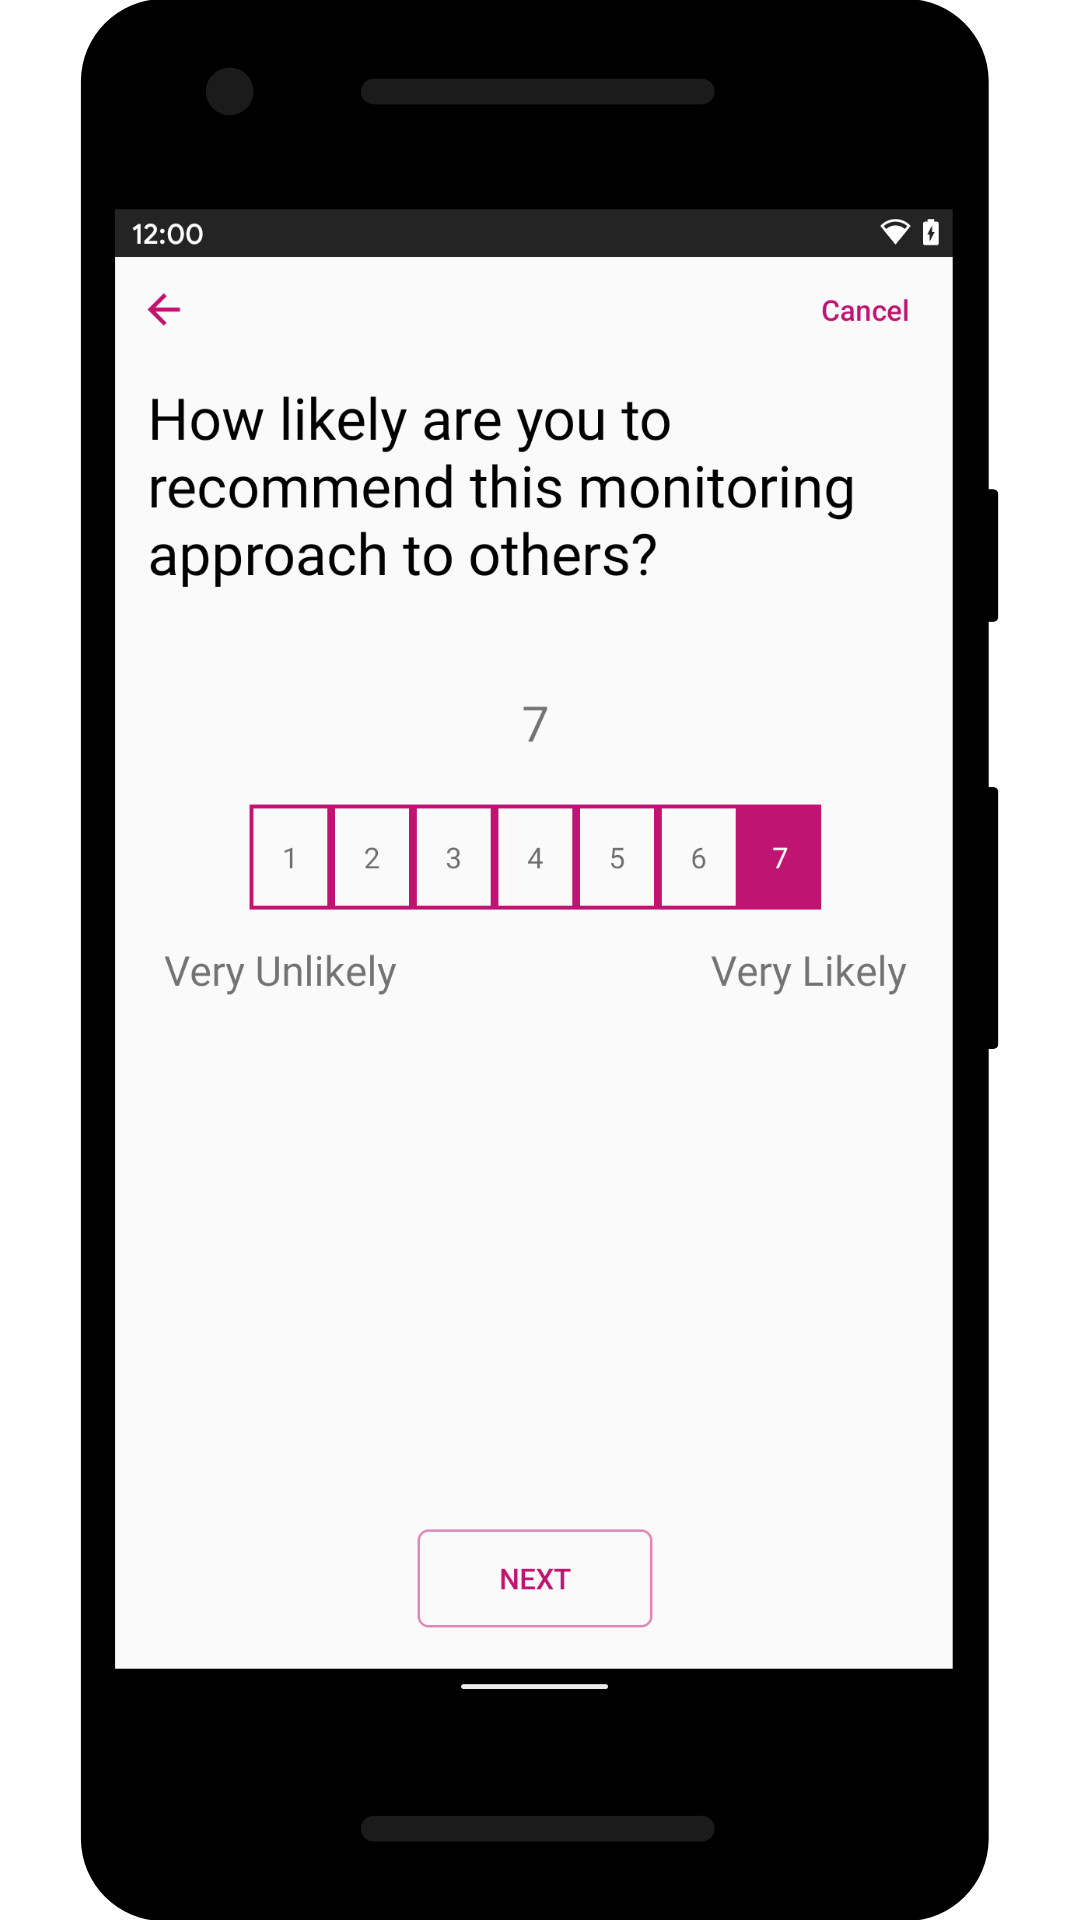 12:00
Cancel
How likely are you to
recommend this monitoring
approach to others?
7
1 2 3 4 5 6 7
Very Unlikely Very Likely
NEXT